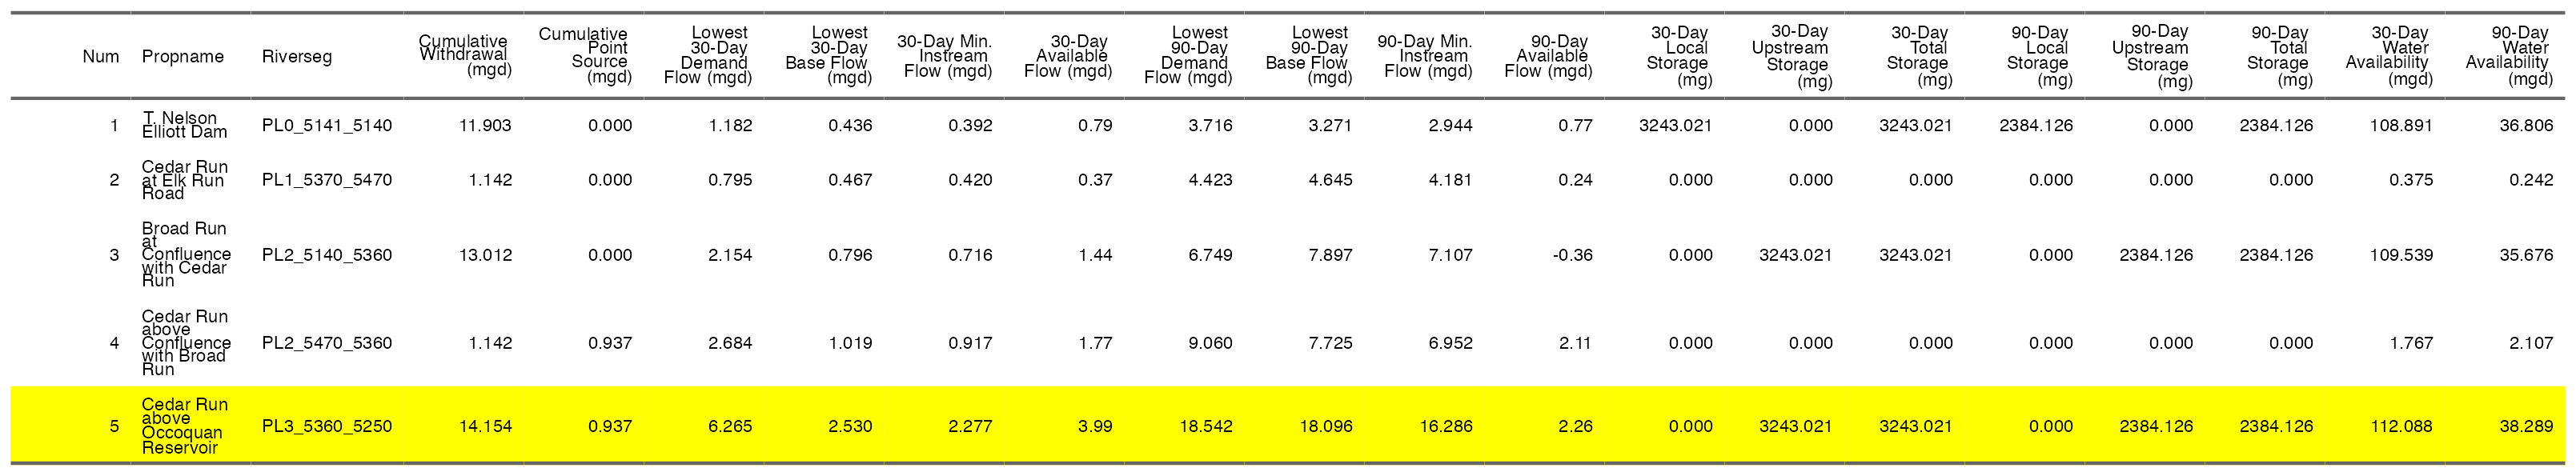 Num Propname Riverseg Cumulative Withdrawal (mgd) Cumulative Point Source (mgd) Lowest 30-Day Demand Flow (mgd) Lowest 30-Day Base Flow (mgd) 30-Day Min. Instream Flow (mgd) 30-Day Available Flow (mgd) Lowest 90-Day Demand Flow (mgd) Lowest 90-Day Base Flow (mgd) 90-Day Min. Instream Flow (mgd) 90-Day Available Flow (mgd) 30-Day Local Storage (mg) 30-Day Upstream Storage (mg) 30-Day Total Storage (mg) 90-Day Local Storage (mg) 90-Day Upstream Storage (mg) 90-Day Total Storage (mg) 30-Day Water Availability (mgd) 90-Day Water Availability (mgd)
1 T. Nelson Elliott Dam PL0_5141_5140 11.903 0.000 1.182 0.436 0.392 0.79 3.716 3.271 2.944 0.77 3243.021 0.000 3243.021 2384.126 0.000 2384.126 108.891 36.806
2 Cedar Run at Elk Run Road PL1_5370_5470 1.142 0.000 0.795 0.467 0.420 0.37 4.423 4.645 4.181 0.24 0.000 0.000 0.000 0.000 0.000 0.000 0.375 0.242
3 Broad Run at Confluence with Cedar Run PL2_5140_5360 13.012 0.000 2.154 0.796 0.716 1.44 6.749 7.897 7.107 -0.36 0.000 3243.021 3243.021 0.000 2384.126 2384.126 109.539 35.676
4 Cedar Run above Confluence with Broad Run PL2_5470_5360 1.142 0.937 2.684 1.019 0.917 1.77 9.060 7.725 6.952 2.11 0.000 0.000 0.000 0.000 0.000 0.000 1.767 2.107
5 Cedar Run above Occoquan Reservoir PL3_5360_5250 14.154 0.937 6.265 2.530 2.277 3.99 18.542 18.096 16.286 2.26 0.000 3243.021 3243.021 0.000 2384.126 2384.126 112.088 38.289